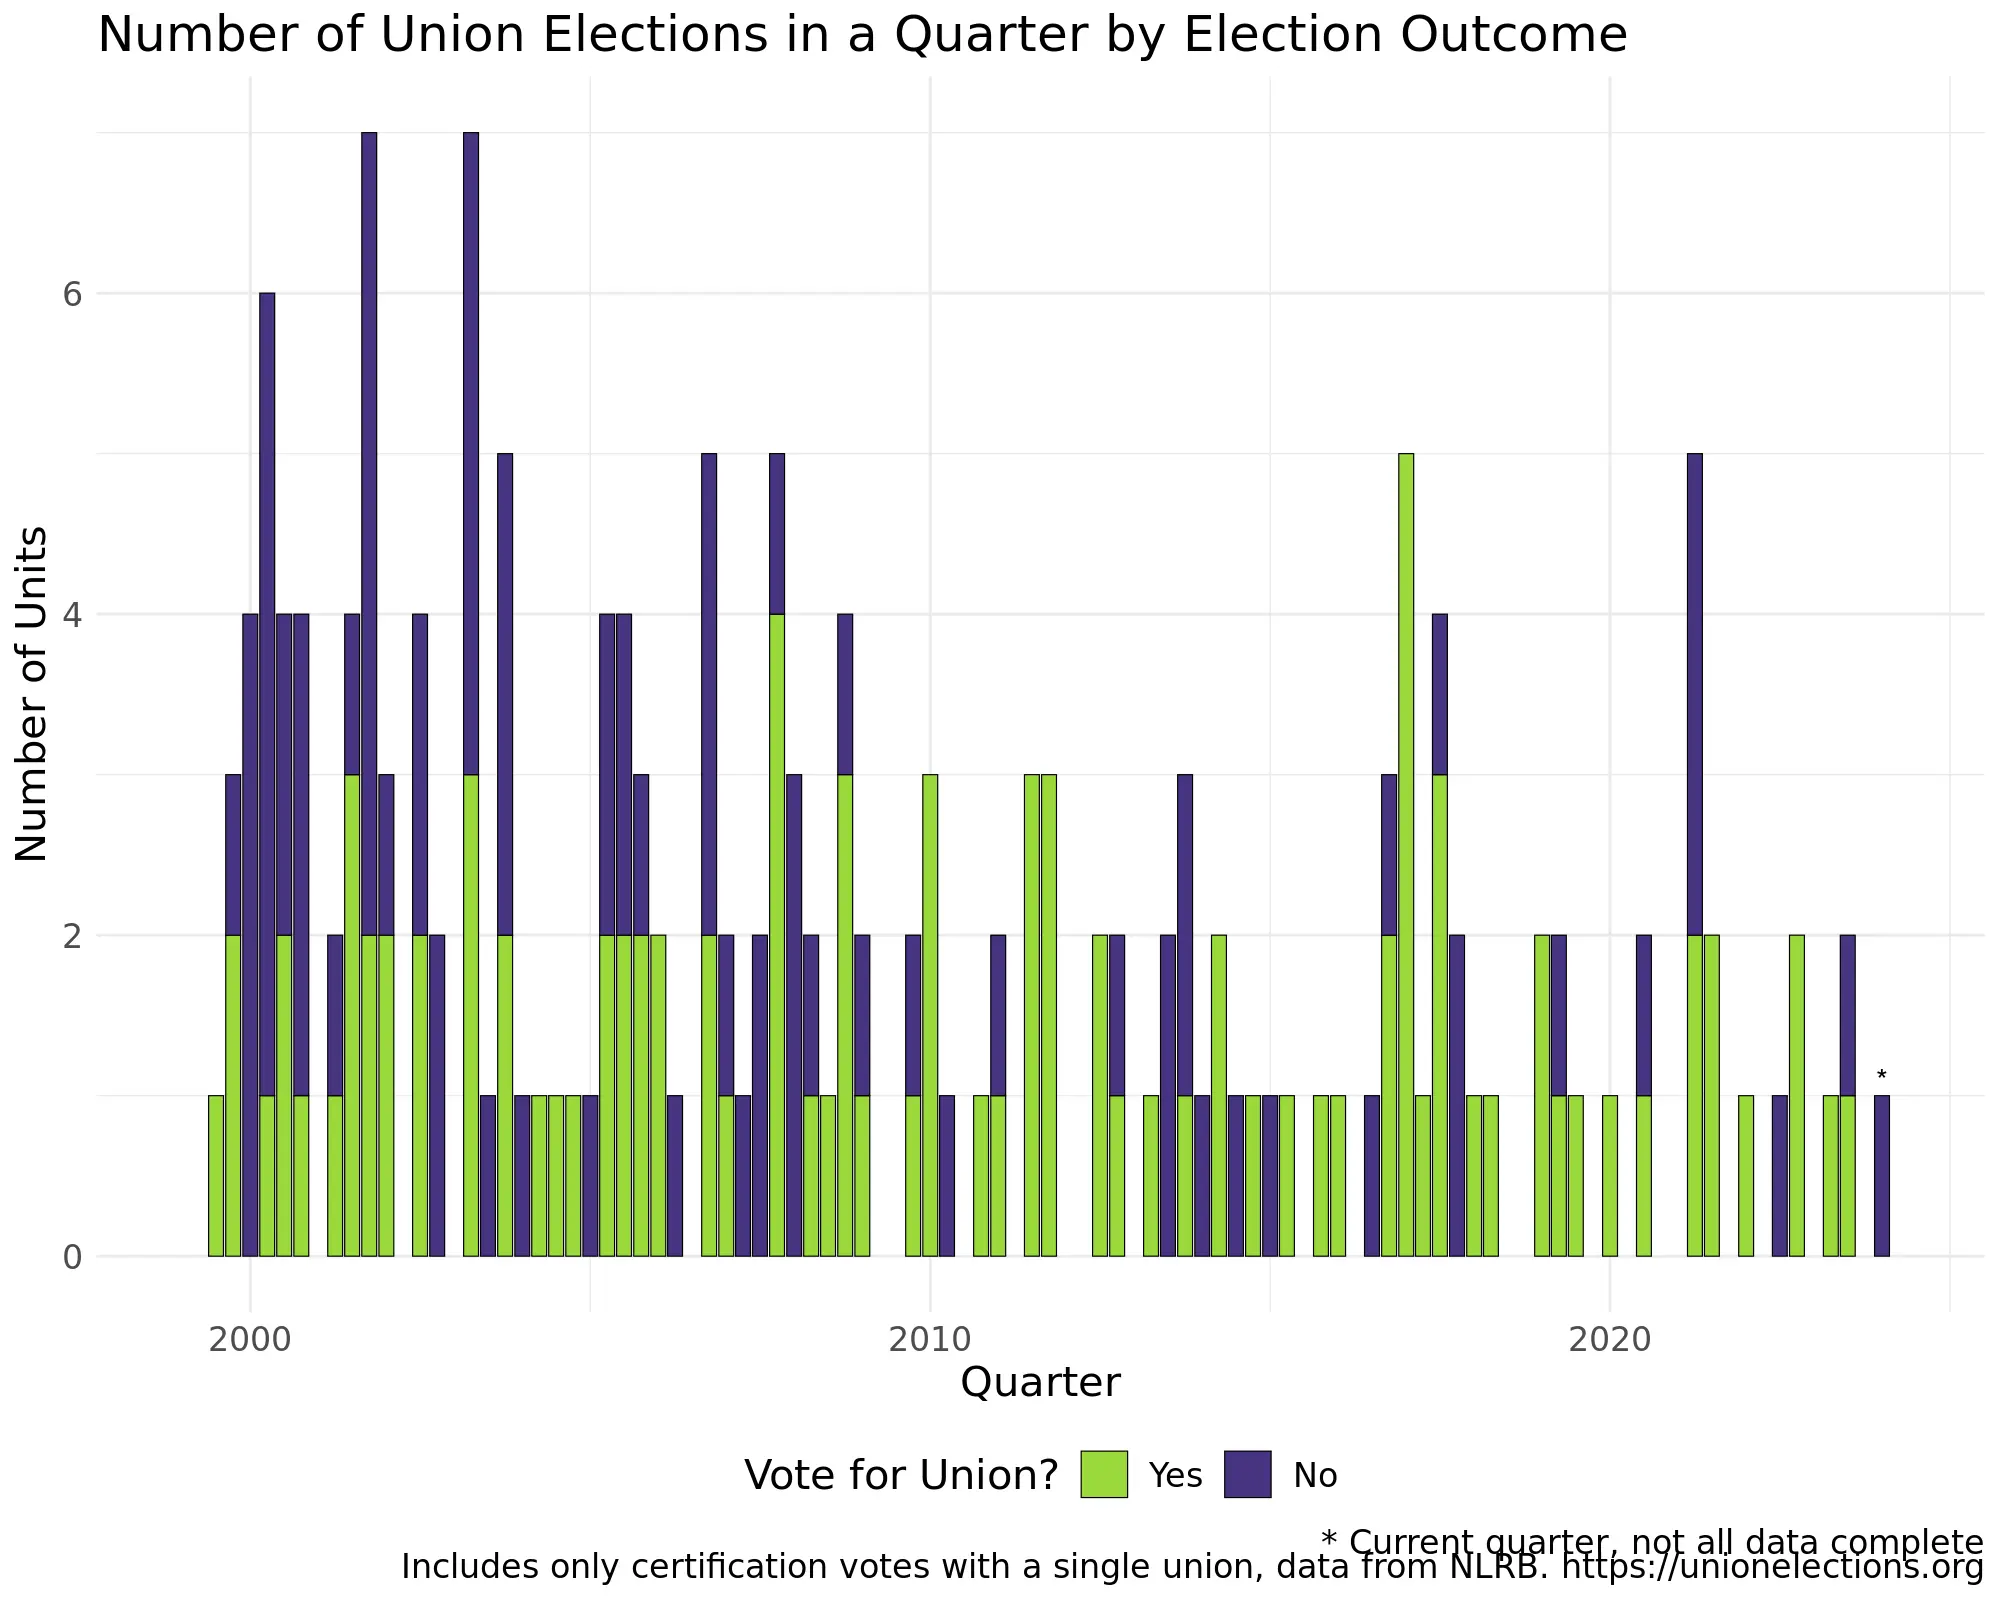 Number of Union Elections in a Quarter by Election Outcome
Number of Units
6
4
2
0
*
2000 2010 2020
Quarter
Vote for Union? Yes No
* Current quarter, not all data complete
Includes only certification votes with a single union, data from NLRB. https://unionelections.org